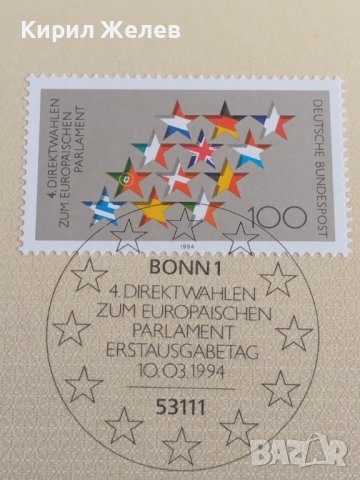 Кирил Желев
4. DIREKTWAHLEN
ZUM EUROPÄISCHEN
PARLAMENT
DEUTSCHE BUNDESPOST
100
1994
BONN 1
4. DIREKTWAHLEN
ZUM EUROPÄISCHEN
PARLAMENT
ERSTAUSGABETAG
10.03.1994
53111
BAZAR